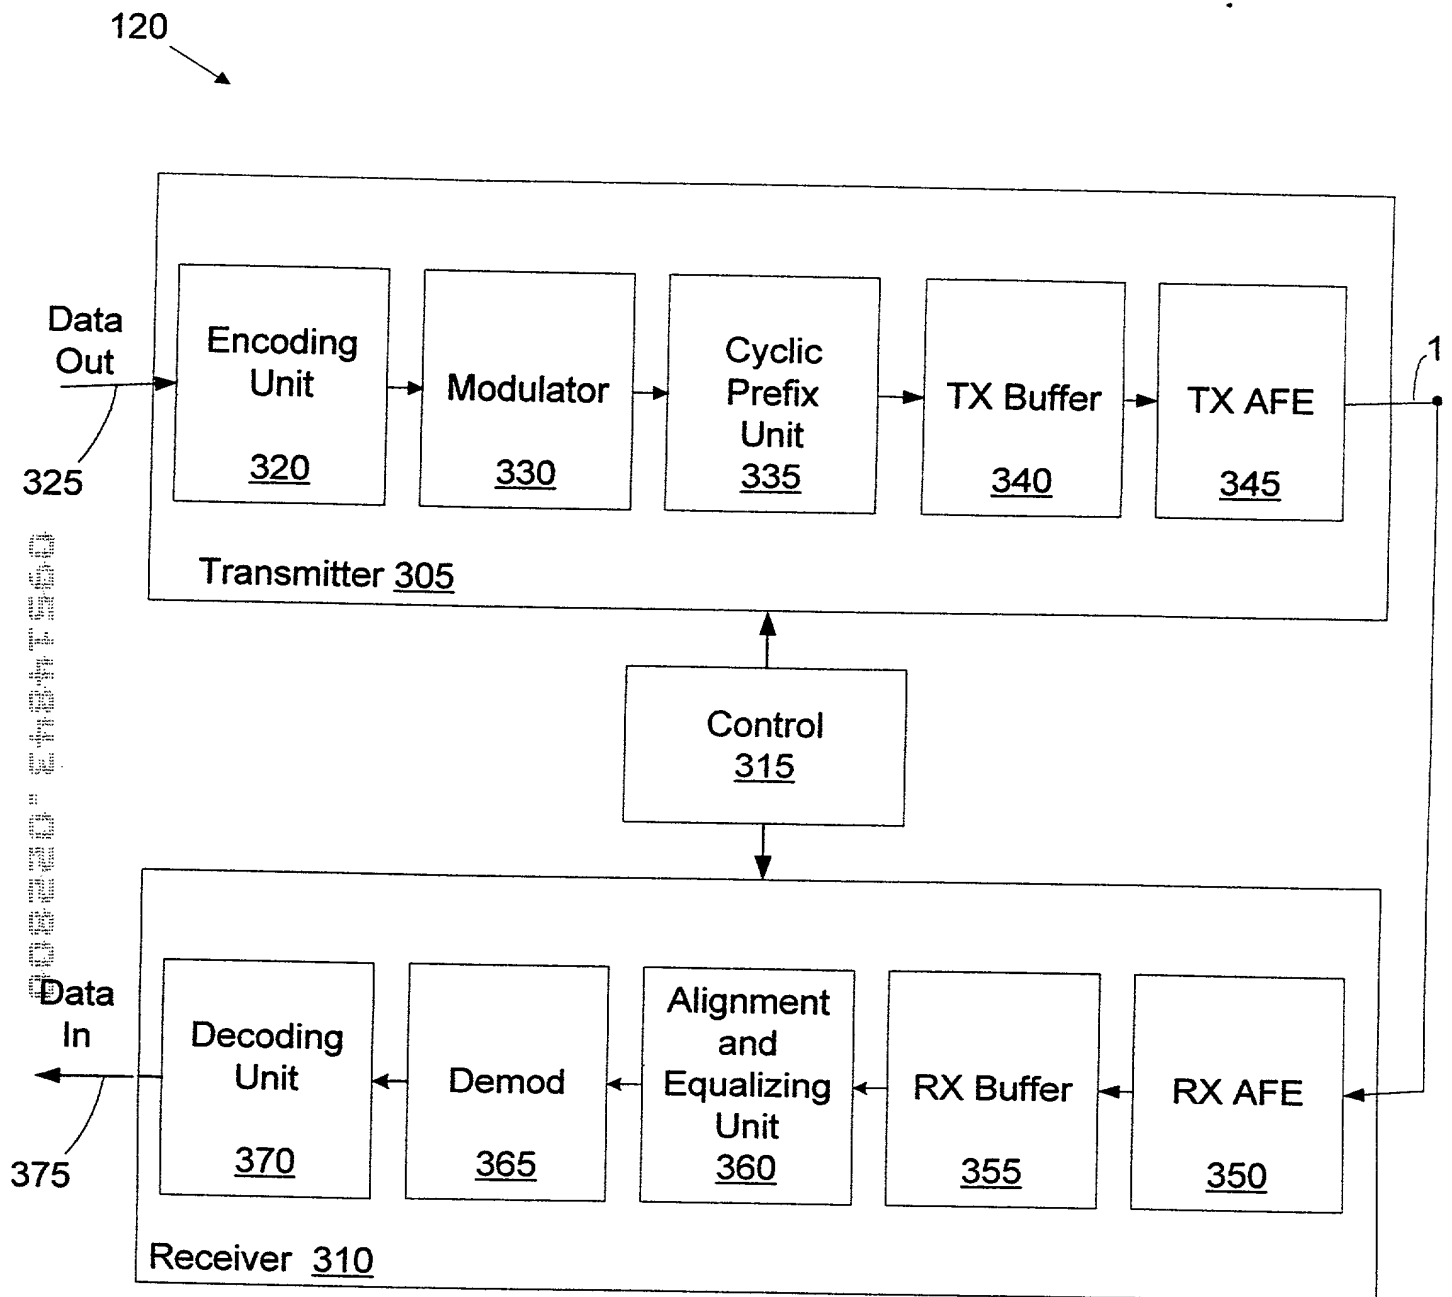 120
Data
Out
325
Encoding
Unit
320
Modulator
330
Cyclic
Prefix
Unit
335
TX Buffer
340
TX AFE
345
1
Transmitter 305
Control
315
09514843.022800
Data
In
375
Decoding
Unit
370
Demod
365
Alignment
and
Equalizing
Unit
360
RX Buffer
355
RX AFE
350
Receiver 310